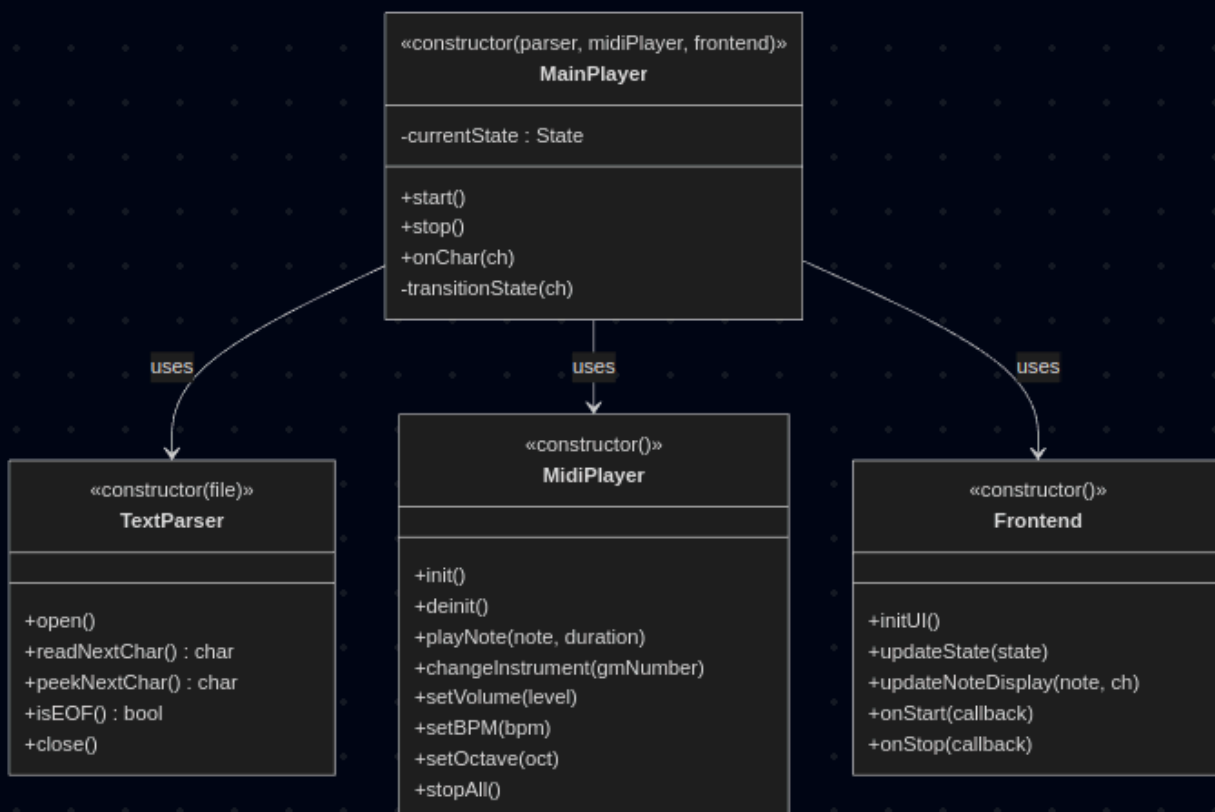 «constructor(parser, midiPlayer, frontend)»
MainPlayer
-currentState : State
+start()
+stop()
+onChar(ch)
-transitionState(ch)
uses
uses
uses
«constructor(file)»
TextParser
+open()
+readNextChar() : char
+peekNextChar() : char
+isEOF() : bool
+close()
«constructor()»
MidiPlayer
+init()
+deinit()
+playNote(note, duration)
+changeInstrument(gmNumber)
+setVolume(level)
+setBPM(bpm)
+setOctave(oct)
+stopAll()
«constructor()»
Frontend
+initUI()
+updateState(state)
+updateNoteDisplay(note, ch)
+onStart(callback)
+onStop(callback)